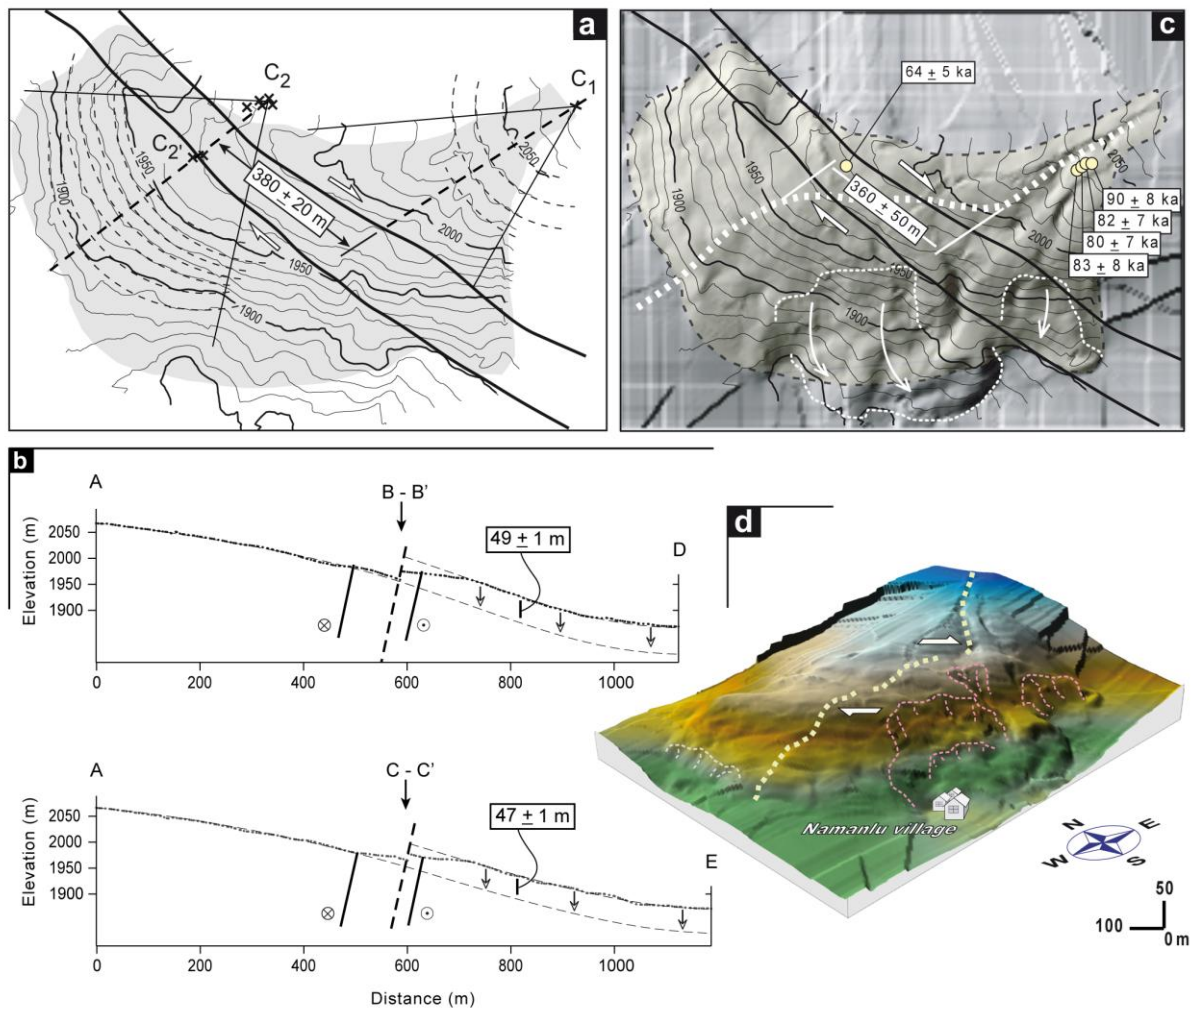 a
C2
C1
C2'
380 ± 20 m
1950
1900
2050
2000
1950
1900
c
64 ± 5 ka
2050
1950
1900
360 ± 50 m
90 ± 8 ka
82 ± 7 ka
80 ± 7 ka
83 ± 8 ka
2000
1950
1900
b
A
B - B'
D
49 ± 1 m
Elevation (m)
2050
2000
1950
1900
0
200
400
600
800
1000
A
C - C'
E
47 ± 1 m
Elevation (m)
2050
2000
1950
1900
0
200
400
600
800
1000
Distance (m)
d
Namanlu village
N
E
W
S
50
100
0 m